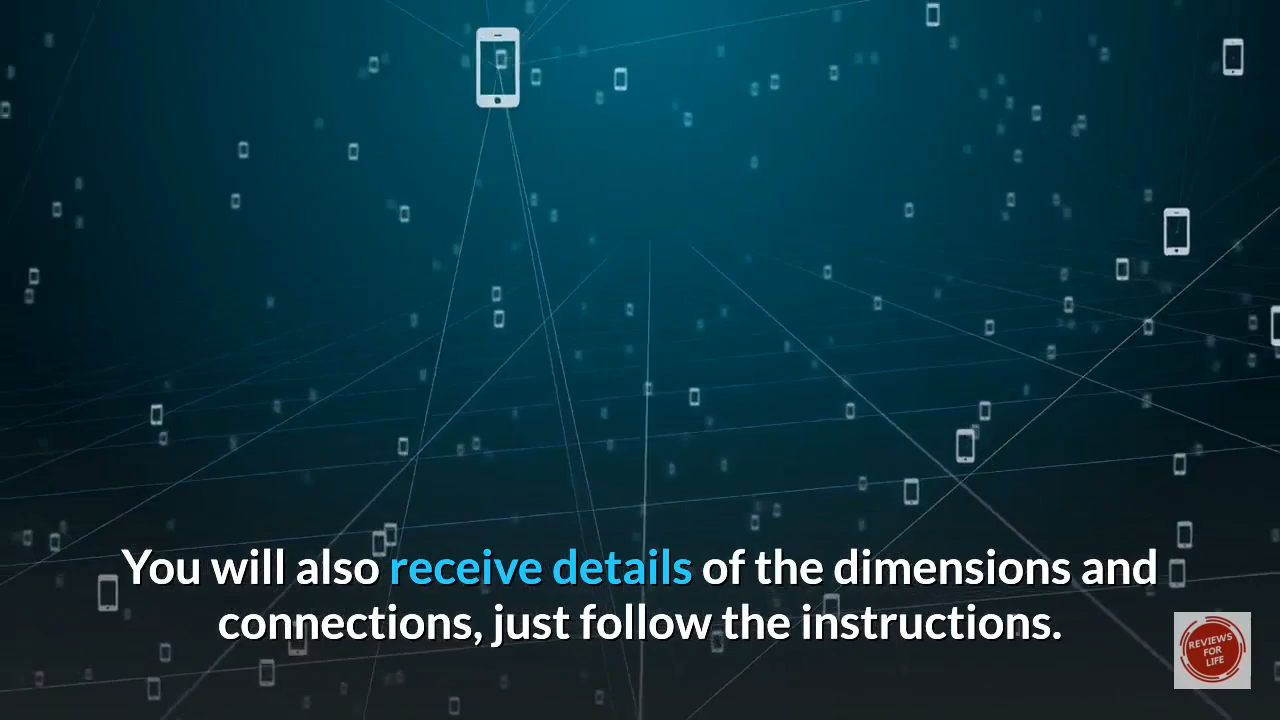 You will also receive details of the dimensions and
connections, just follow the instructions.
REVIEWS
FOR
LIFE